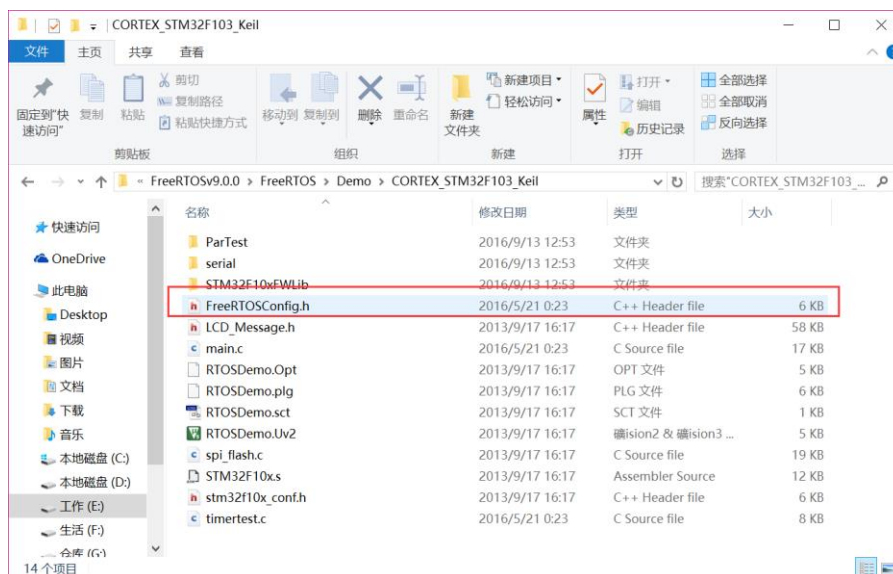 CORTEX_STM32F103_Keil
文件 主页 共享 查看
固定到"快速访问"
复制
粘贴
剪切
复制路径
粘贴快捷方式
剪贴板
移动到 复制到 删除 重命名
组织
新建文件夹
新建项目
轻松访问
新建
属性
打开
编辑
历史记录
打开
全部选择
全部取消
反向选择
选择
« FreeRTOSv9.0.0 > FreeRTOS > Demo > CORTEX_STM32F103_Keil
搜索"CORTEX_STM32F103_...
快速访问
OneDrive
此电脑
Desktop
视频
图片
文档
下载
音乐
本地磁盘 (C:)
本地磁盘 (D:)
工作 (E:)
生活 (F:)
仓库 (G:)
名称 修改日期 类型 大小
ParTest 2016/9/13 12:53 文件夹
serial 2016/9/13 12:53 文件夹
STM32F10xFWLib 2016/9/13 12:53 文件夹
FreeRTOSConfig.h 2016/5/21 0:23 C++ Header file 6 KB
LCD_Message.h 2013/9/17 16:17 C++ Header file 58 KB
main.c 2016/5/21 0:23 C Source file 17 KB
RTOSDemo.Opt 2013/9/17 16:17 OPT 文件 5 KB
RTOSDemo.plg 2013/9/17 16:17 PLG 文件 6 KB
RTOSDemo.sct 2013/9/17 16:17 SCT 文件 1 KB
RTOSDemo.Uv2 2013/9/17 16:17 礦ision2 & 礦ision3 ... 5 KB
spi_flash.c 2013/9/17 16:17 C Source file 19 KB
STM32F10x.s 2013/9/17 16:17 Assembler Source 12 KB
stm32f10x_conf.h 2013/9/17 16:17 C++ Header file 6 KB
timertest.c 2016/5/21 0:23 C Source file 8 KB
14 个项目